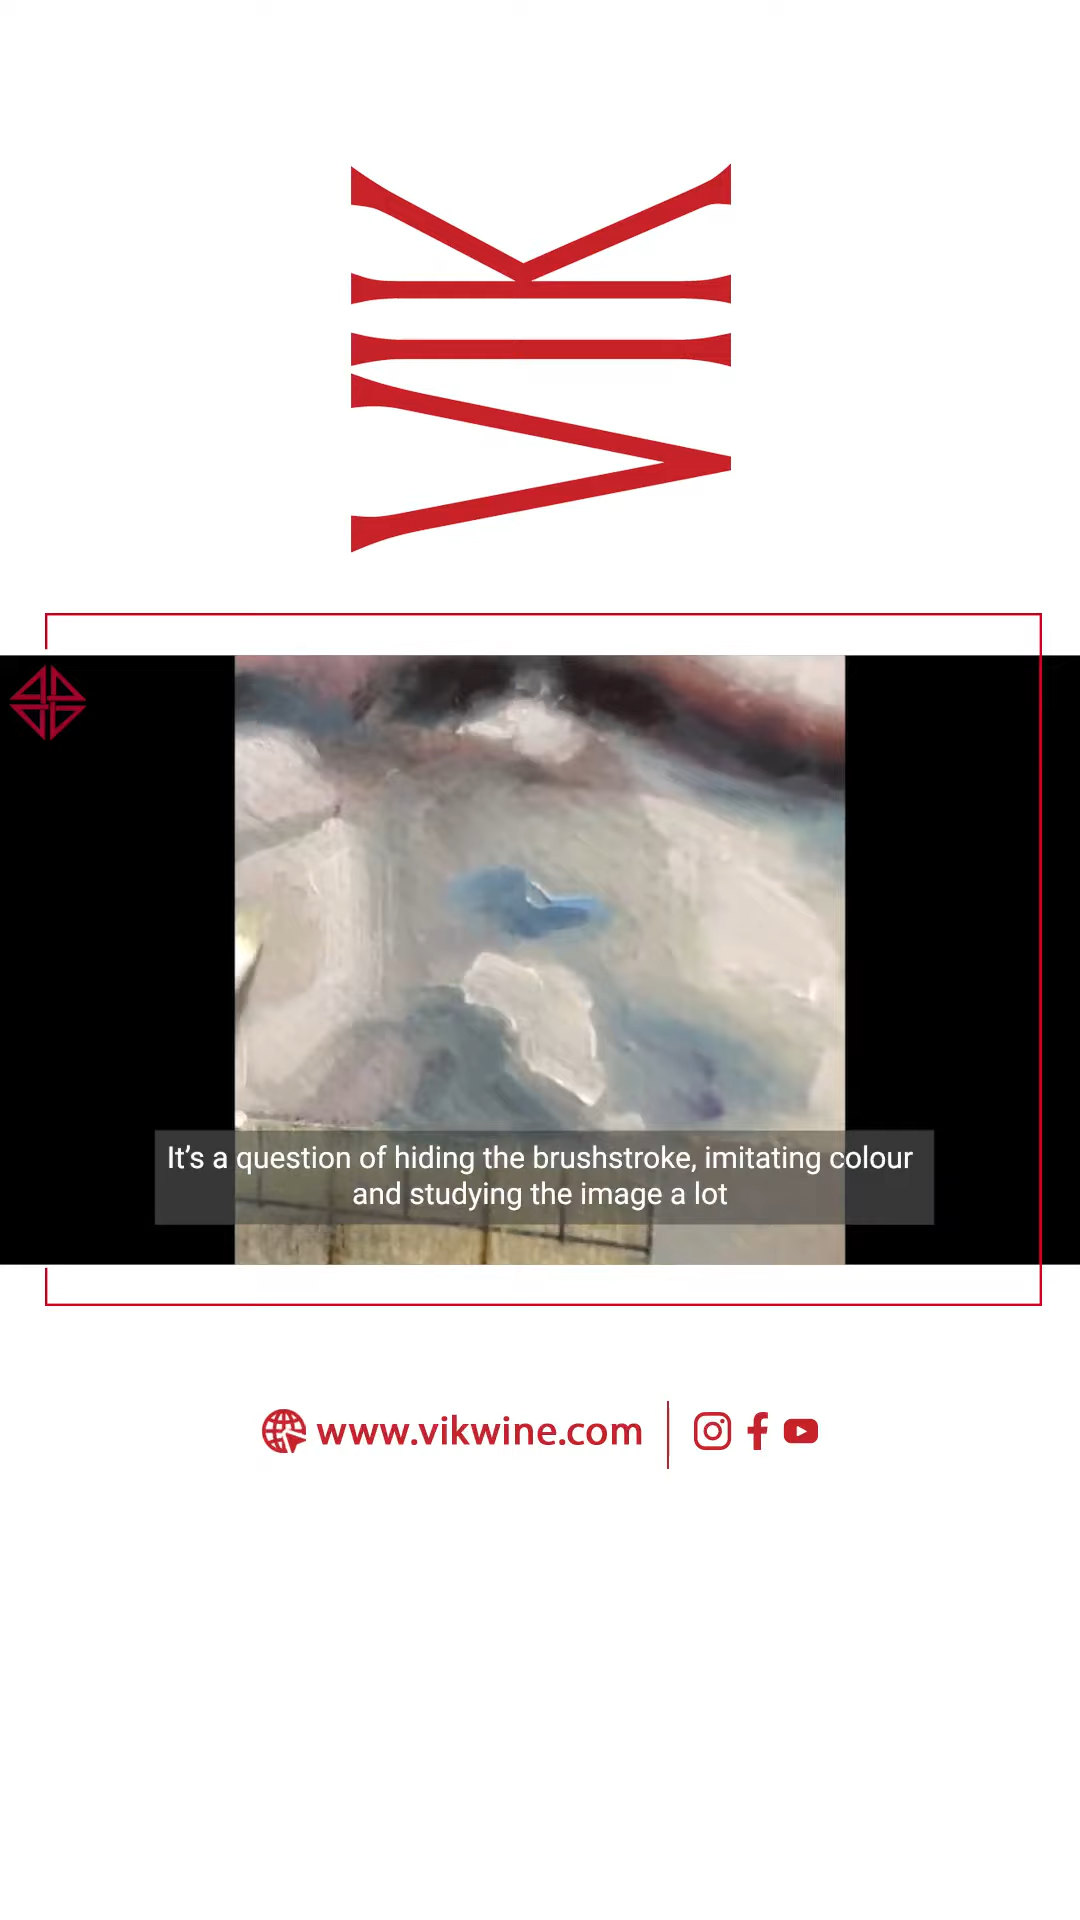 VIK
It’s a question of hiding the brushstroke, imitating colour
and studying the image a lot
www.vikwine.com